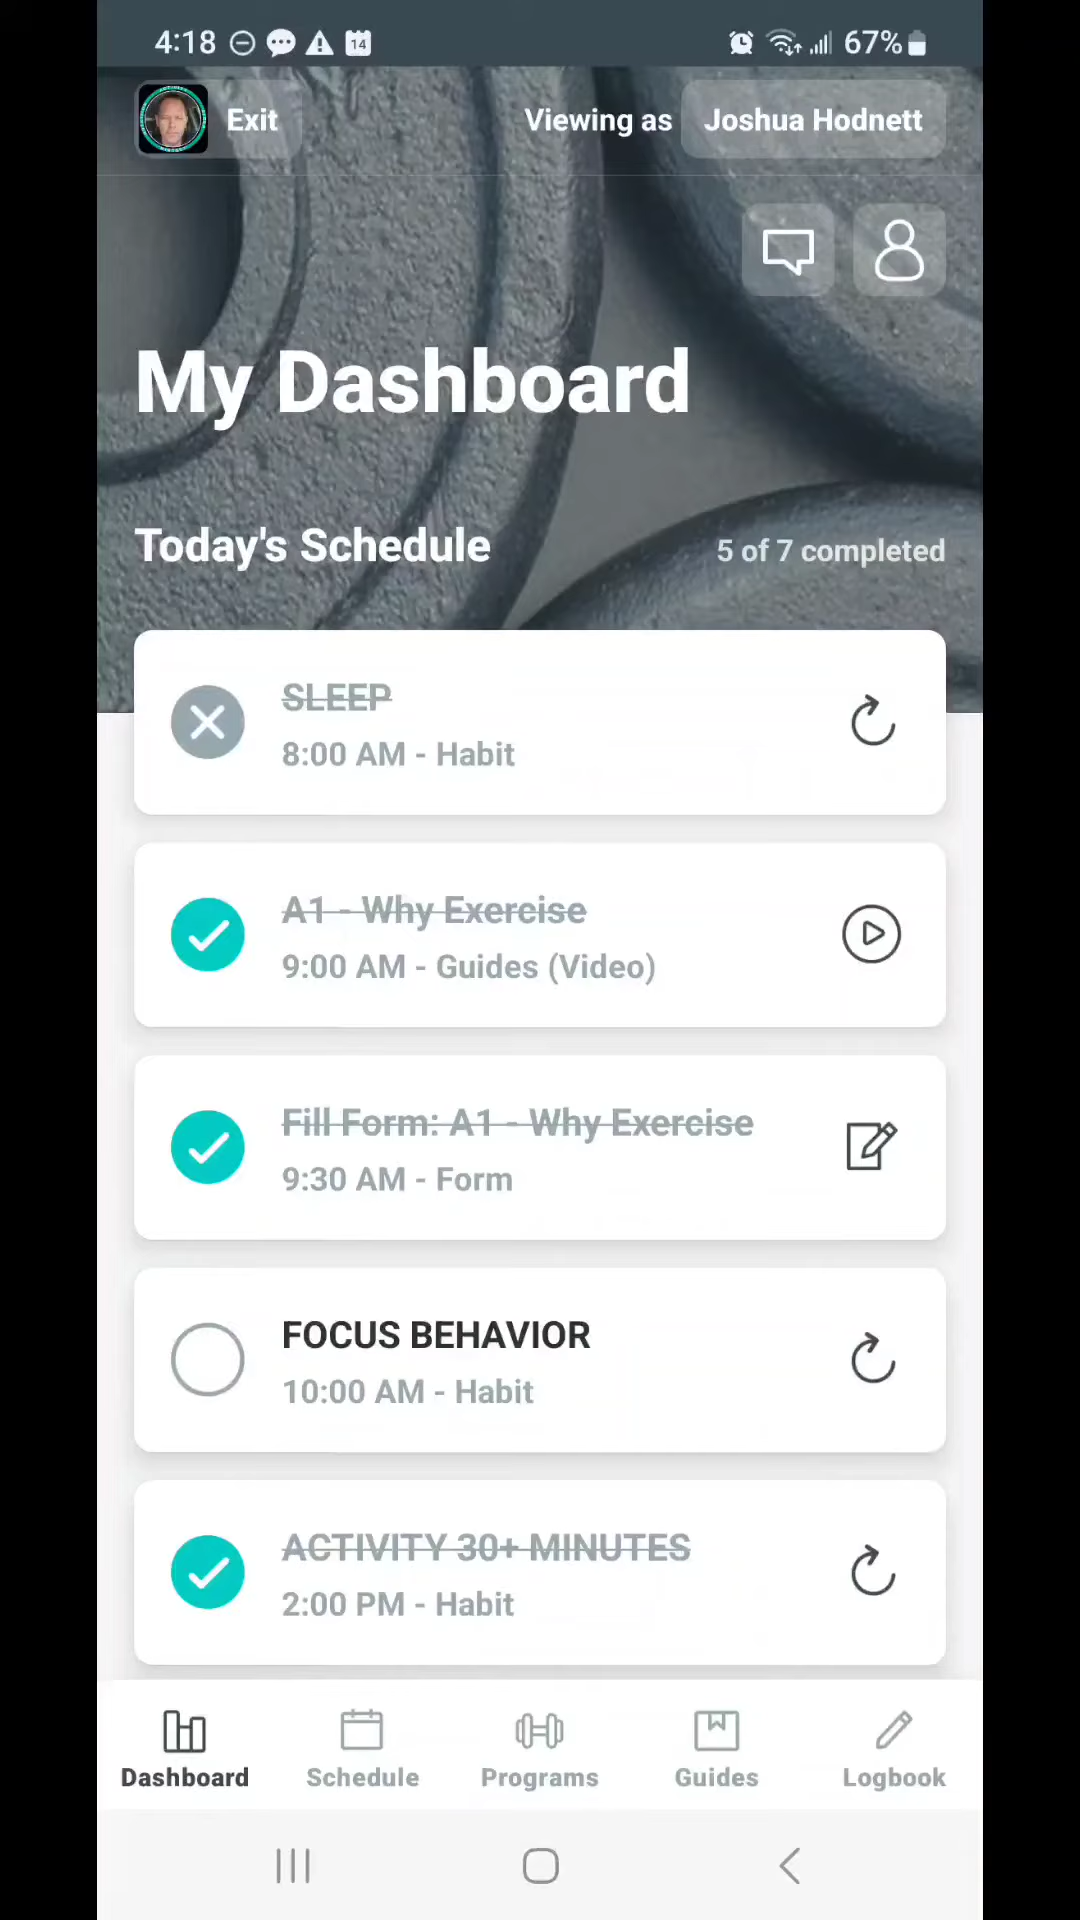 4:18
14
67%
Exit
Viewing as Joshua Hodnett
My Dashboard
Today's Schedule
5 of 7 completed
SLEEP
8:00 AM - Habit
A1 - Why Exercise
9:00 AM - Guides (Video)
Fill Form: A1 - Why Exercise
9:30 AM - Form
FOCUS BEHAVIOR
10:00 AM - Habit
ACTIVITY 30+ MINUTES
2:00 PM - Habit
Dashboard
Schedule
Programs
Guides
Logbook